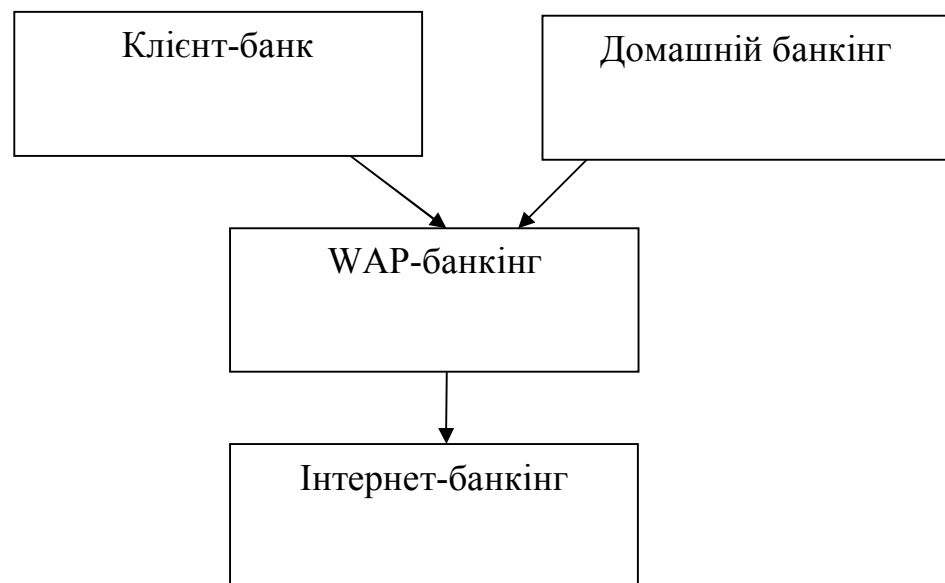 Клієнт-банк
Домашній банкінг
WAP-банкінг
Інтернет-банкінг